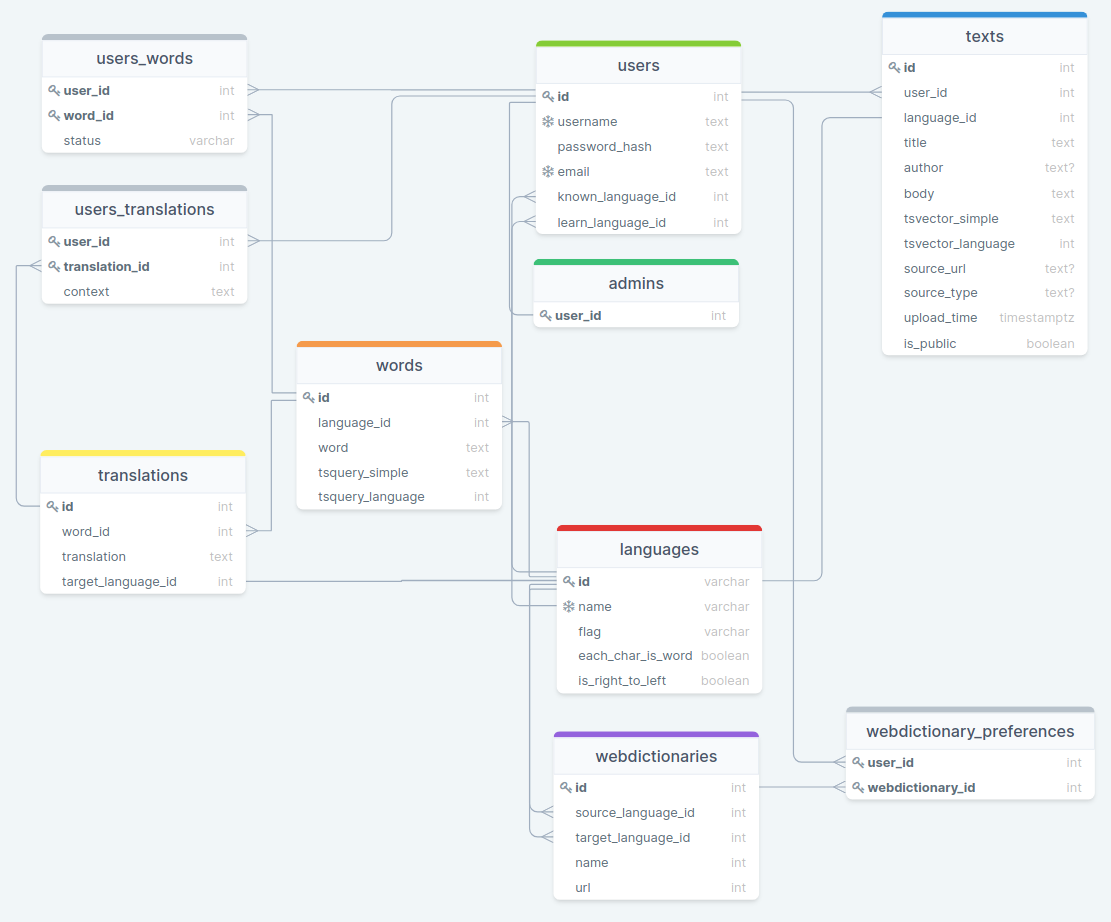 users_words
user_id int
word_id int
status varchar
users_translations
user_id int
translation_id int
context text
words
id int
language_id int
word text
tsquery_simple text
tsquery_language int
translations
id int
word_id int
translation text
target_language_id int
users
id int
username text
password_hash text
email text
known_language_id int
learn_language_id int
admins
user_id int
languages
id varchar
name varchar
flag varchar
each_char_is_word boolean
is_right_to_left boolean
webdictionaries
id int
source_language_id int
target_language_id int
name int
url int
texts
id int
user_id int
language_id int
title text
author text?
body text
tsvector_simple text
tsvector_language int
source_url text?
source_type text?
upload_time timestamptz
is_public boolean
webdictionary_preferences
user_id int
webdictionary_id int